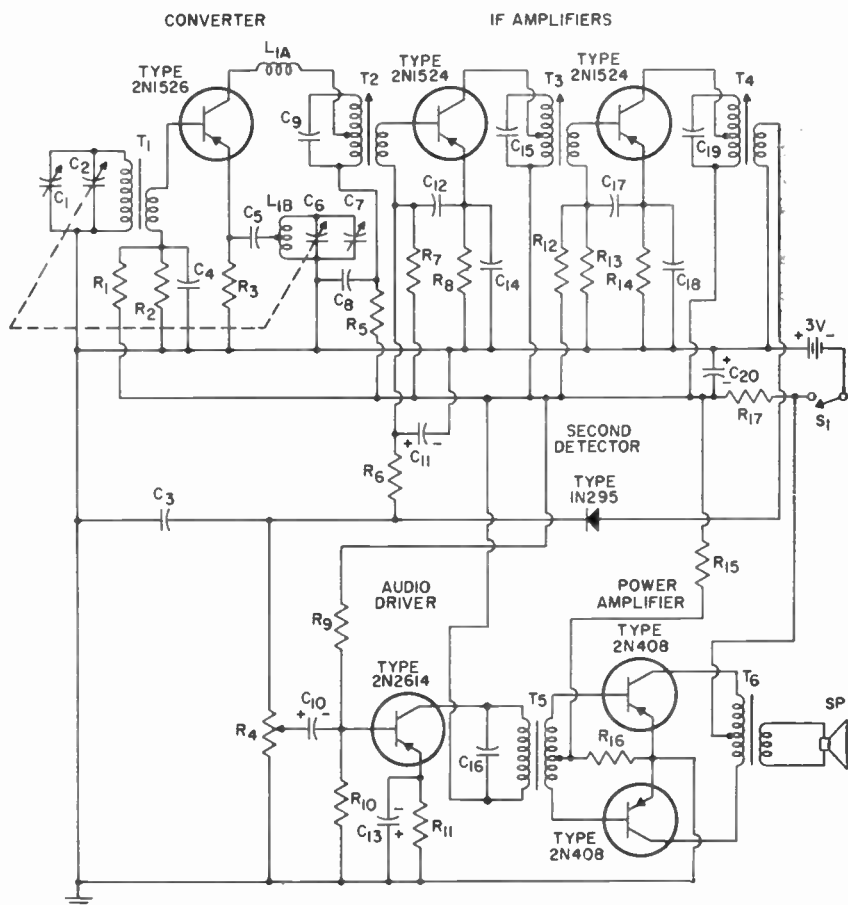 CONVERTER
IF AMPLIFIERS
L1A
TYPE
2N1526
T2
TYPE
2N1524
T3
TYPE
2N1524
T4
C9
C15
C19
T1
C2
C1
C5
L1B
C6
C7
C12
C17
R1
R2
C4
R3
C8
R5
R7
R8
C14
R12
R13
R14
C18
+ 3V -
+
C20
-
R17
S1
+ C11 -
SECOND
DETECTOR
R6
C3
TYPE
1N295
R15
R9
AUDIO
DRIVER
POWER
AMPLIFIER
TYPE
2N408
TYPE
2N2614
C10
+ -
R4
T5
T6
SP
C16
R16
R10
-
C13
+
R11
TYPE
2N408